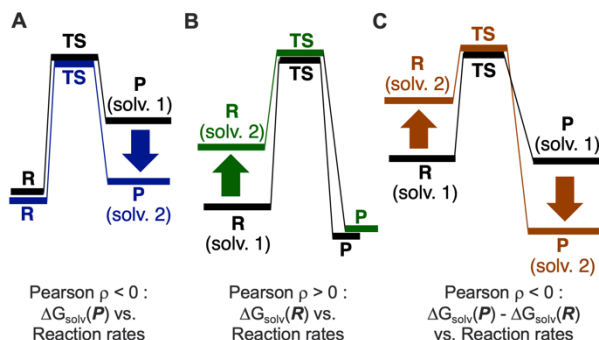 A
TS
TS
P
(solv. 1)
R
R
P
(solv. 2)
Pearson ρ < 0 :
ΔGsolv(P) vs.
Reaction rates
B
TS
TS
R
(solv. 2)
R
(solv. 1)
P
P
Pearson ρ > 0 :
ΔGsolv(R) vs.
Reaction rates
C
TS
TS
R
(solv. 2)
R
(solv. 1)
P
(solv. 1)
P
(solv. 2)
Pearson ρ < 0 :
ΔGsolv(P) - ΔGsolv(R)
vs. Reaction rates